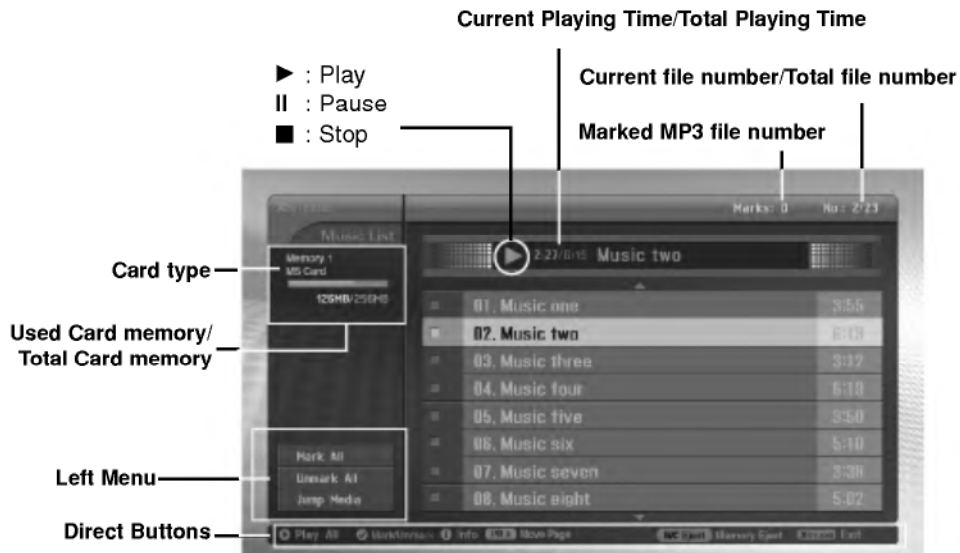 Current Playing Time/Total Playing Time
► : Play
II : Pause
■ : Stop
Current file number/Total file number
Marked MP3 file number
Marks: 0 No.: 2/23
Music List
Card type
Memory 1
MS Card
126MB/256MB
Used Card memory/
Total Card memory
2:27/6:15 Music two
01. Music one 3:55
02. Music two
03. Music three 3:12
04. Music four 6:18
05. Music five 3:50
06. Music six 5:10
07. Music seven 3:38
08. Music eight 5:02
Left Menu
Mark All
Unmark All
Jump Media
Direct Buttons
Play All Mark/Unmark Info Move Page Memory Eject Exit